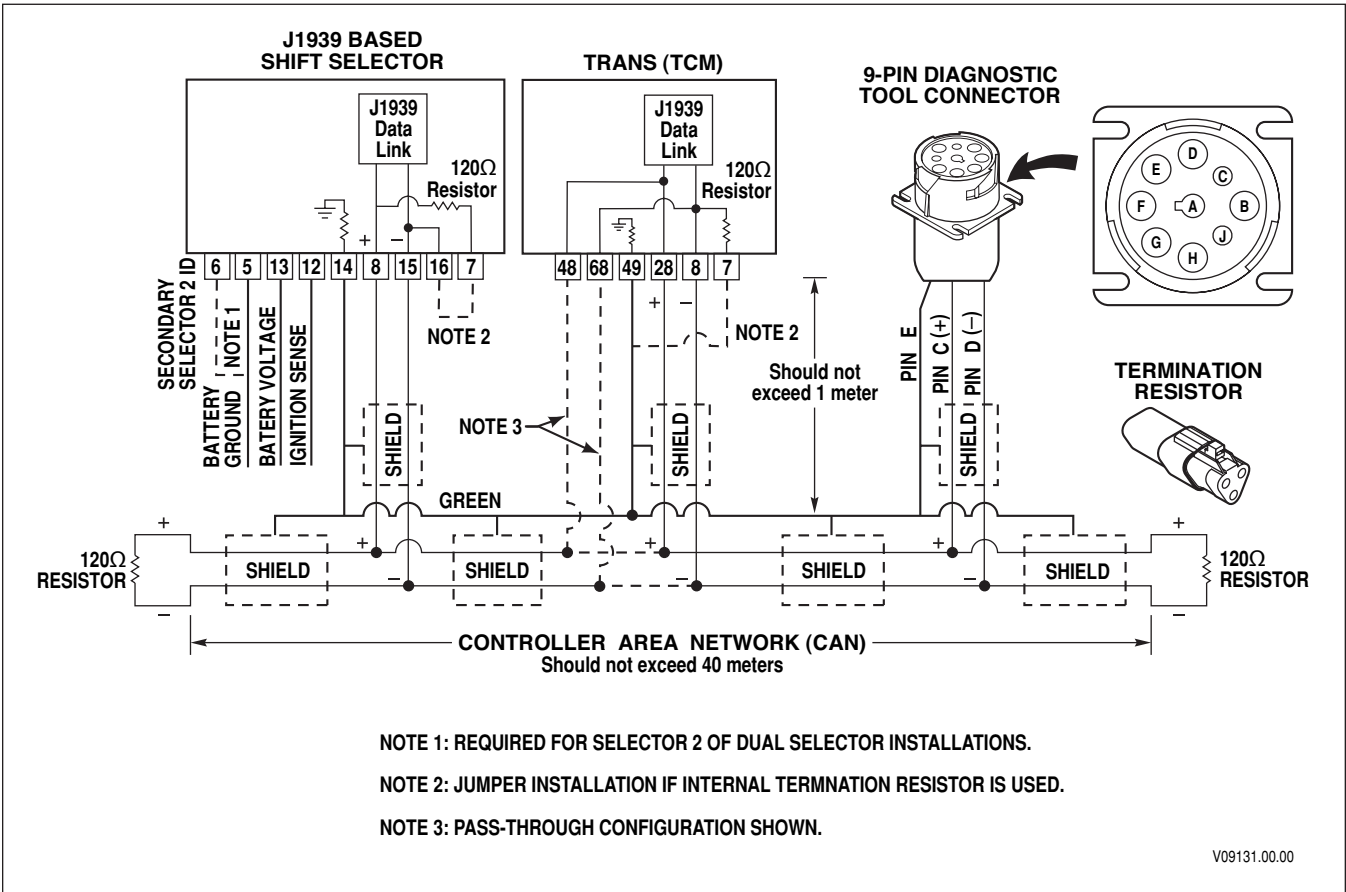 J1939 BASED
SHIFT SELECTOR
TRANS (TCM)
9-PIN DIAGNOSTIC
TOOL CONNECTOR
J1939
Data
Link
120Ω
Resistor
J1939
Data
Link
120Ω
Resistor
D
E
C
F
A
B
G
J
H
+
−
6
5
13
12
14
8
15
16
7
48
68
49
28
8
7
SECONDARY
SELECTOR 2 ID
BATTERY
GROUND
NOTE 1
BATERY VOLTAGE
IGNITION SENSE
NOTE 2
+
−
NOTE 2
Should not
exceed 1 meter
PIN E
PIN C (+)
PIN D (−)
TERMINATION
RESISTOR
NOTE 3
SHIELD
SHIELD
SHIELD
GREEN
+
120Ω
RESISTOR
−
SHIELD
+
−
SHIELD
+
−
SHIELD
+
−
SHIELD
+
120Ω
RESISTOR
−
CONTROLLER AREA NETWORK (CAN)
Should not exceed 40 meters
NOTE 1: REQUIRED FOR SELECTOR 2 OF DUAL SELECTOR INSTALLATIONS.
NOTE 2: JUMPER INSTALLATION IF INTERNAL TERMNATION RESISTOR IS USED.
NOTE 3: PASS-THROUGH CONFIGURATION SHOWN.
V09131.00.00